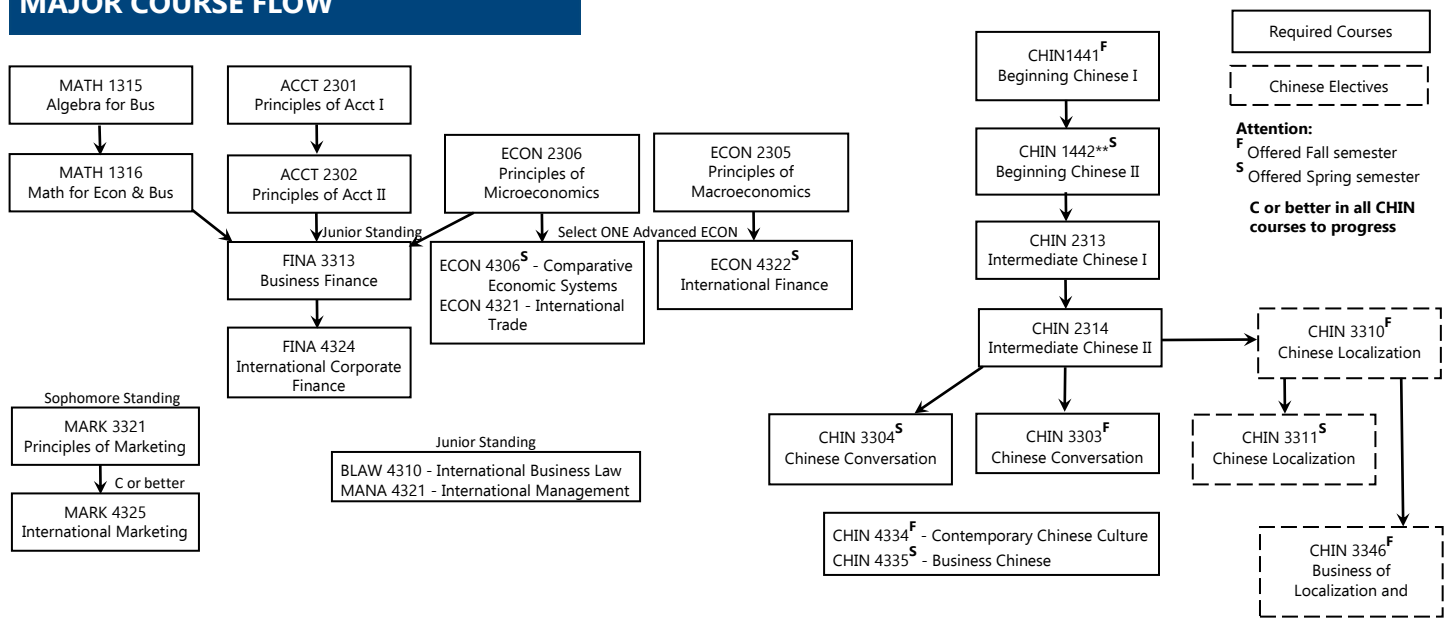 MAJOR COURSE FLOW
MATH 1315
Algebra for Bus
MATH 1316
Math for Econ & Bus
ACCT 2301
Principles of Acct I
ACCT 2302
Principles of Acct II
ECON 2306
Principles of
Microeconomics
ECON 2305
Principles of
Macroeconomics
Junior Standing
FINA 3313
Business Finance
Select ONE Advanced ECON
ECON 4306S - Comparative
Economic Systems
ECON 4321 - International
Trade
ECON 4322S
International Finance
FINA 4324
International Corporate
Finance
Sophomore Standing
MARK 3321
Principles of Marketing
C or better
MARK 4325
International Marketing
Junior Standing
BLAW 4310 - International Business Law
MANA 4321 - International Management
CHIN1441F
Beginning Chinese I
CHIN 1442**S
Beginning Chinese II
CHIN 2313
Intermediate Chinese I
CHIN 2314
Intermediate Chinese II
CHIN 3304S
Chinese Conversation
CHIN 3303F
Chinese Conversation
CHIN 4334F - Contemporary Chinese Culture
CHIN 4335S - Business Chinese
CHIN 3310F
Chinese Localization
CHIN 3311S
Chinese Localization
CHIN 3346F
Business of
Localization and
Required Courses
Chinese Electives
Attention:
F Offered Fall semester
S Offered Spring semester
C or better in all CHIN
courses to progress